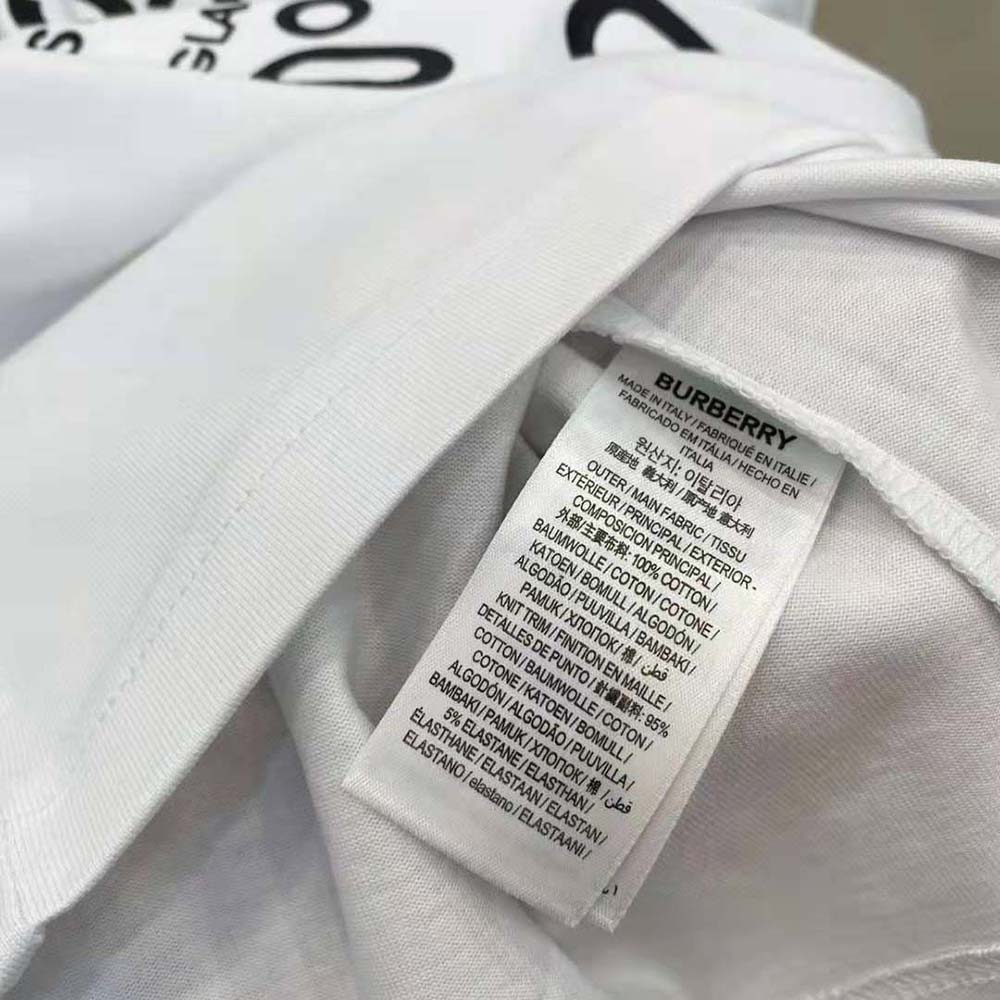 S
GLA
BURBERRY
MADE IN ITALY / FABRIQUÉ EN ITALIE /
FABRICADO EM ITÁLIA / HECHO EN
ITALIA
원산지: 이탈리아
原産地 義大利 / 原产地 意大利
OUTER / MAIN FABRIC / TISSU
EXTÉRIEUR / PRINCIPAL / EXTERIOR -
COMPOSICION PRINCIPAL /
外部/主要布料: 100% COTTON /
BAUMWOLLE / COTON / COTONE /
KATOEN / BOMULL / ALGODÓN /
ALGODÃO / PUUVILLA / BAMBAKI /
PAMUK / ХЛОПОК / 棉 / قطن /
KNIT TRIM / FINITION EN MAILLE /
DETALLES DE PUNTO / 針織飾料: 95%
COTTON / BAUMWOLLE / COTON /
COTONE / KATOEN / BOMULL /
ALGODÓN / ALGODÃO / PUUVILLA /
BAMBAKI / PAMUK / ХЛОПОК / 棉 / قطن /
5% ELASTANE / ELASTHAN /
ÉLASTHANE / ELASTAAN / ELASTAN /
ELASTANO / elastano / ELASTAANI /